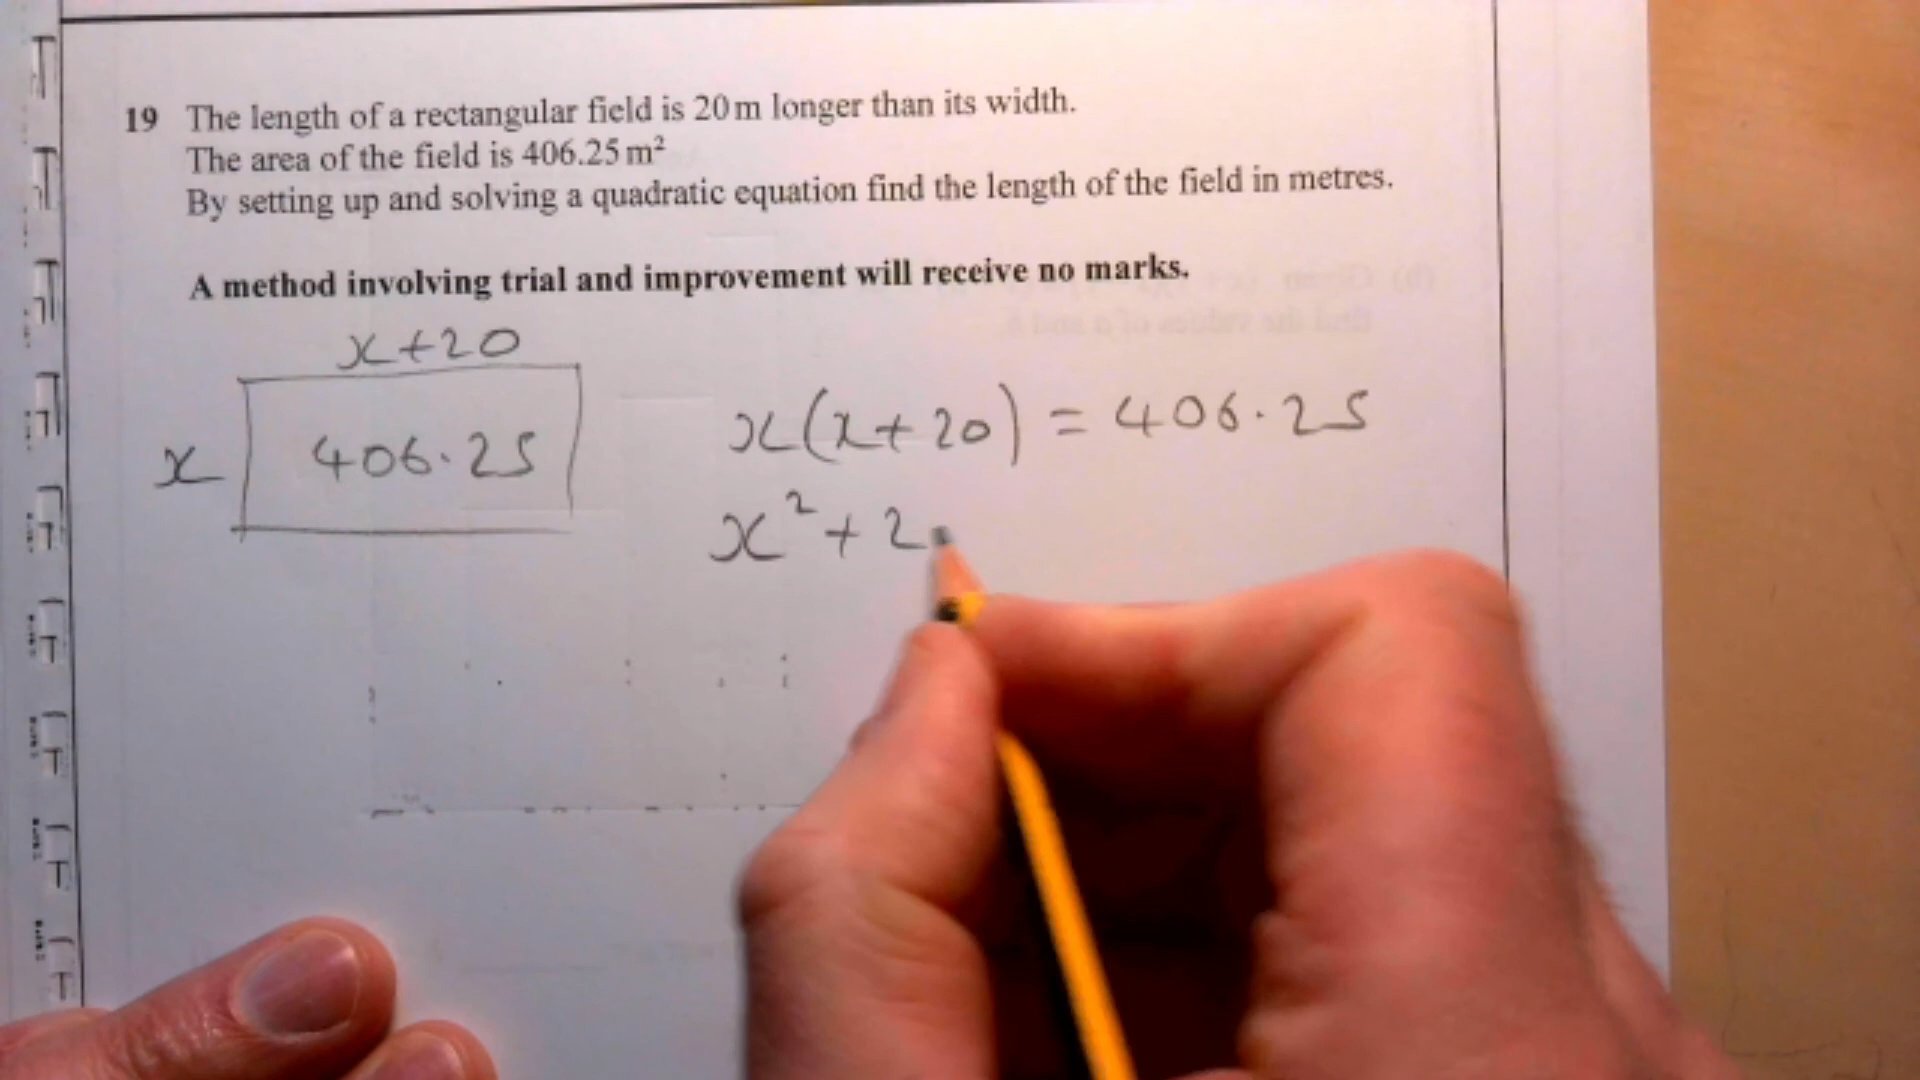 19 The length of a rectangular field is 20 m longer than its width.
The area of the field is 406.25 m²
By setting up and solving a quadratic equation find the length of the field in metres.
A method involving trial and improvement will receive no marks.
x+20
x(x+20) = 406.25
x 406.25
x² + 2